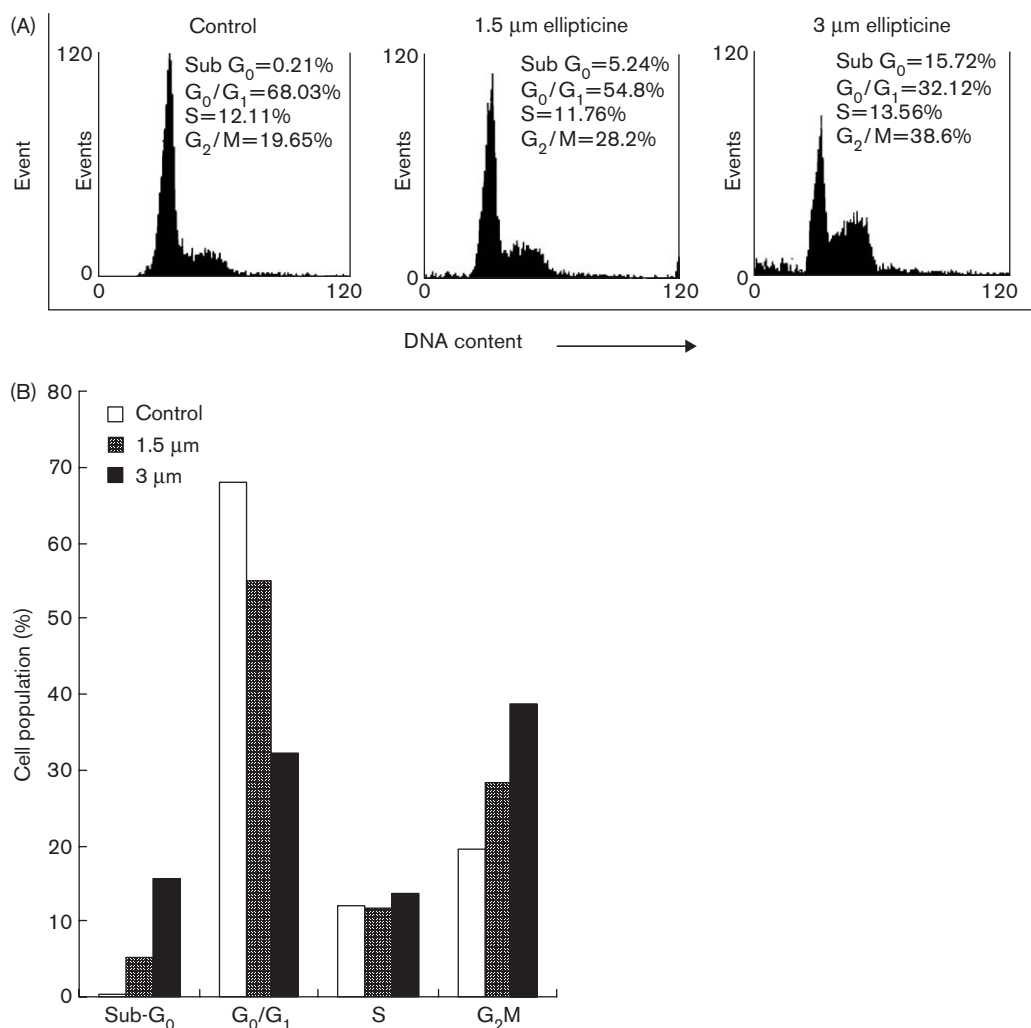 (A)
Control
120
Sub G₀=0.21%
G₀/G₁=68.03%
S=12.11%
G₂/M=19.65%
Event
Events
0
0
120
1.5 μm ellipticine
120
Sub G₀=5.24%
G₀/G₁=54.8%
S=11.76%
G₂/M=28.2%
Events
0
0
120
3 μm ellipticine
120
Sub G₀=15.72%
G₀/G₁=32.12%
S=13.56%
G₂/M=38.6%
Events
0
0
120
DNA content
(B)
80
70
60
50
40
30
20
10
0
Cell population (%)
Control
1.5 μm
3 μm
Sub-G₀
G₀/G₁
S
G₂M